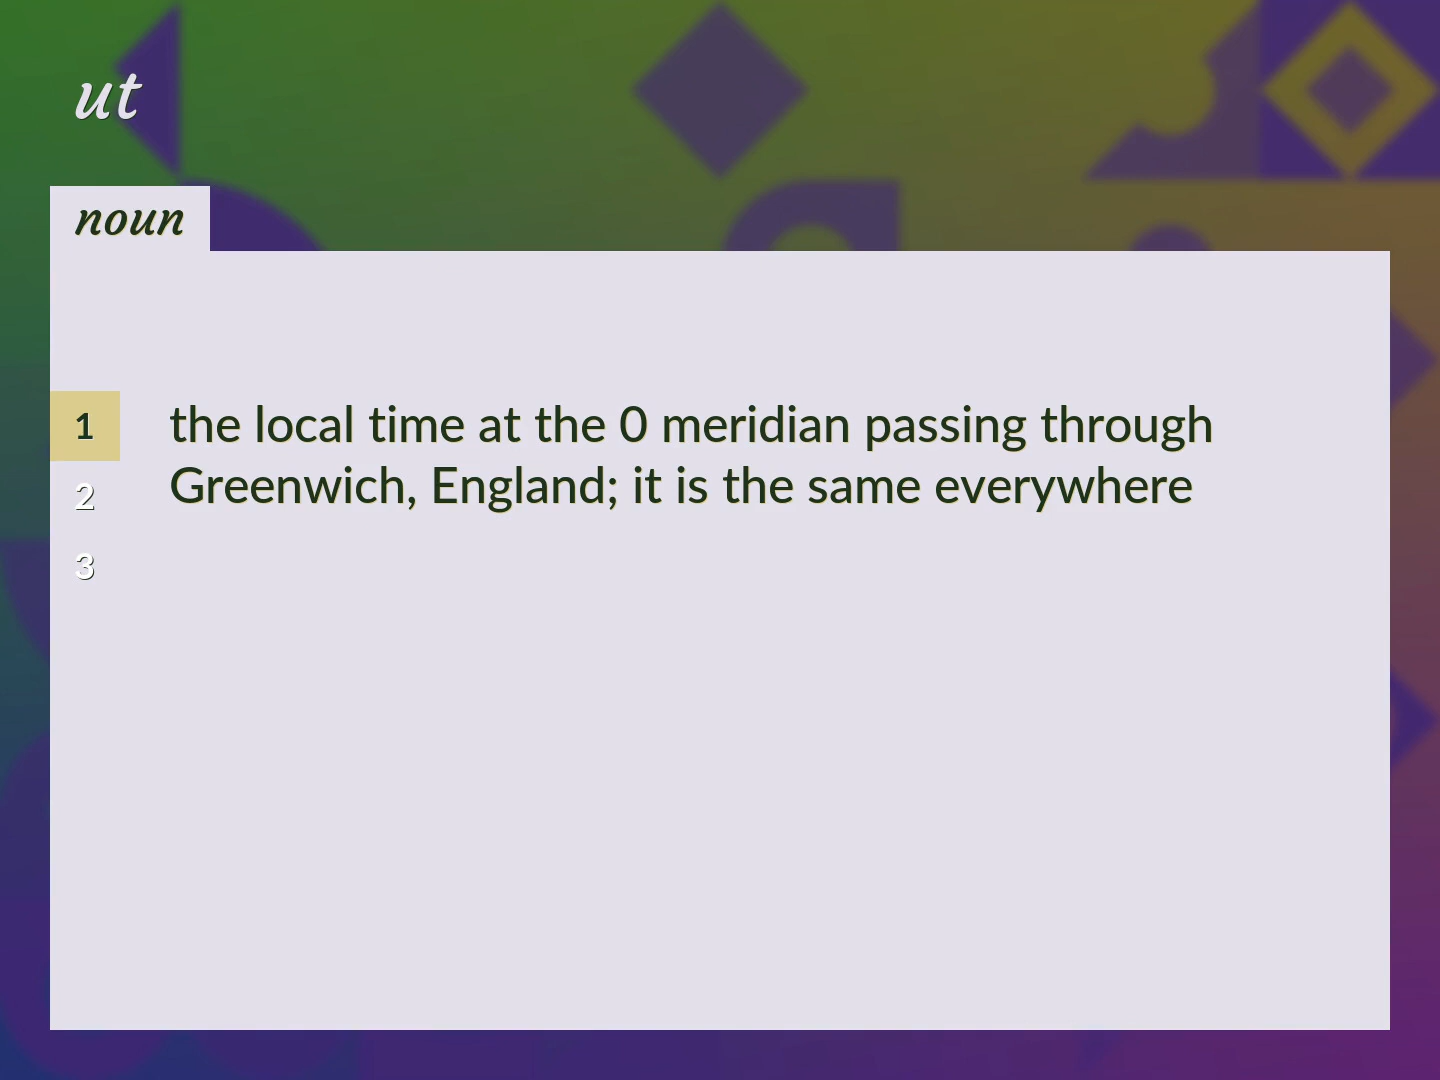 ut
noun
1 the local time at the 0 meridian passing through
2 Greenwich, England; it is the same everywhere
3